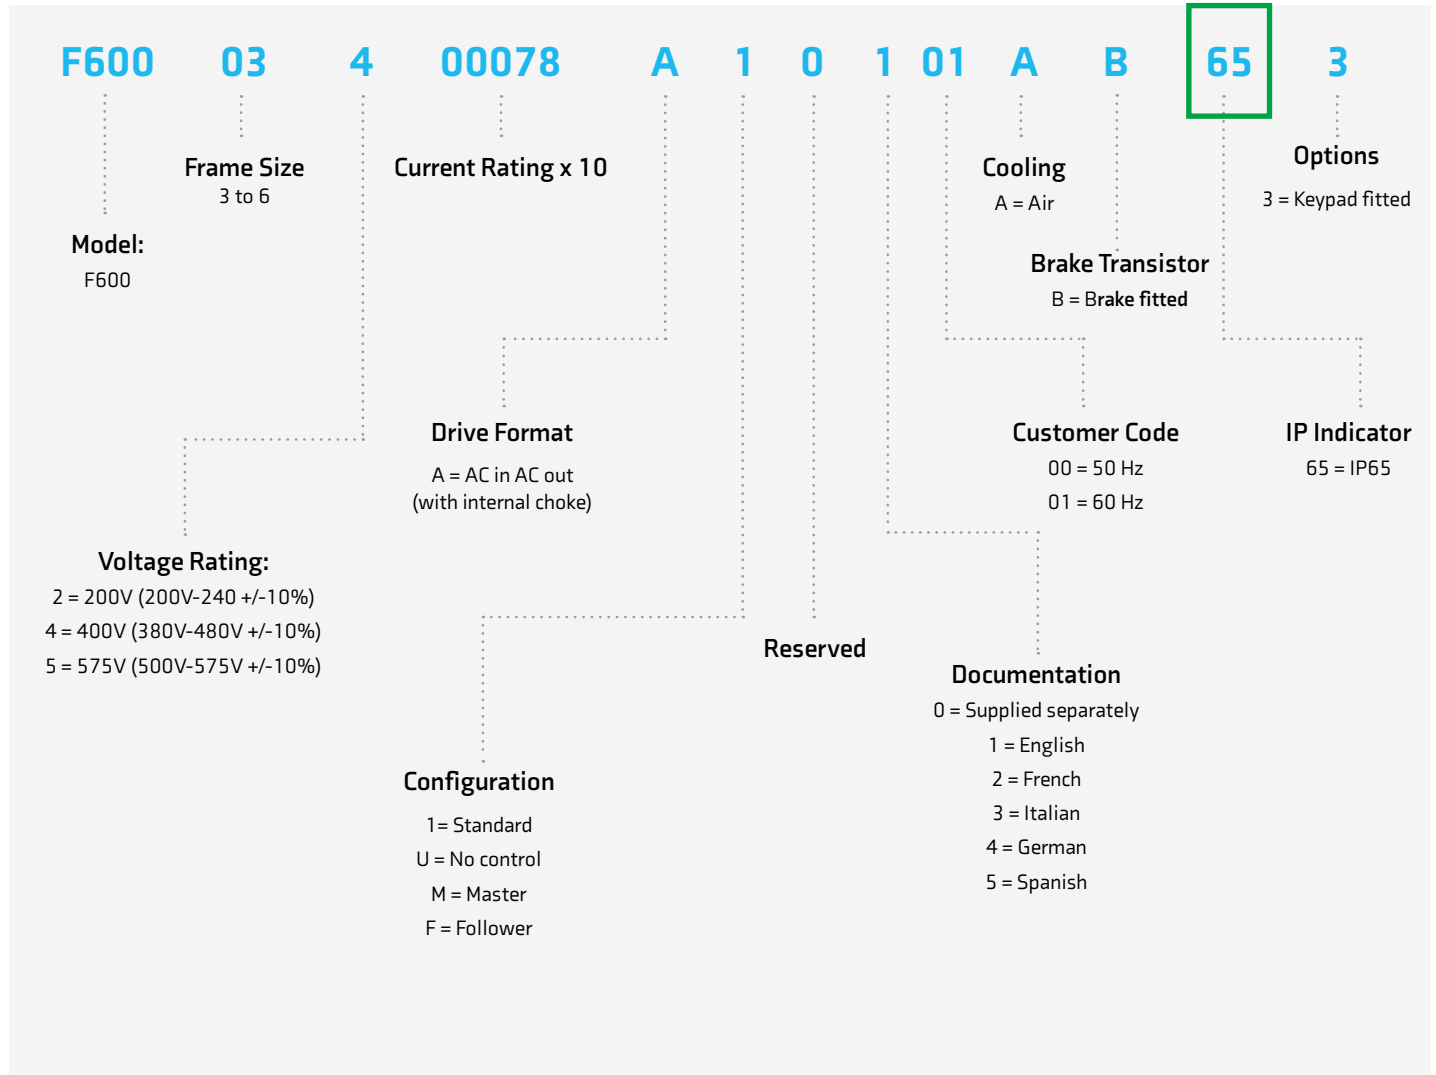 F600 03 4 00078 A 1 0 1 01 A B 65 3
Frame Size
3 to 6
Current Rating x 10
Cooling
A = Air
Options
3 = Keypad fitted
Model:
F600
Brake Transistor
B = Brake fitted
Drive Format
A = AC in AC out
(with internal choke)
Customer Code
00 = 50 Hz
01 = 60 Hz
IP Indicator
65 = IP65
Voltage Rating:
2 = 200V (200V-240 +/-10%)
4 = 400V (380V-480V +/-10%)
5 = 575V (500V-575V +/-10%)
Reserved
Documentation
0 = Supplied separately
1 = English
2 = French
3 = Italian
4 = German
5 = Spanish
Configuration
1= Standard
U = No control
M = Master
F = Follower